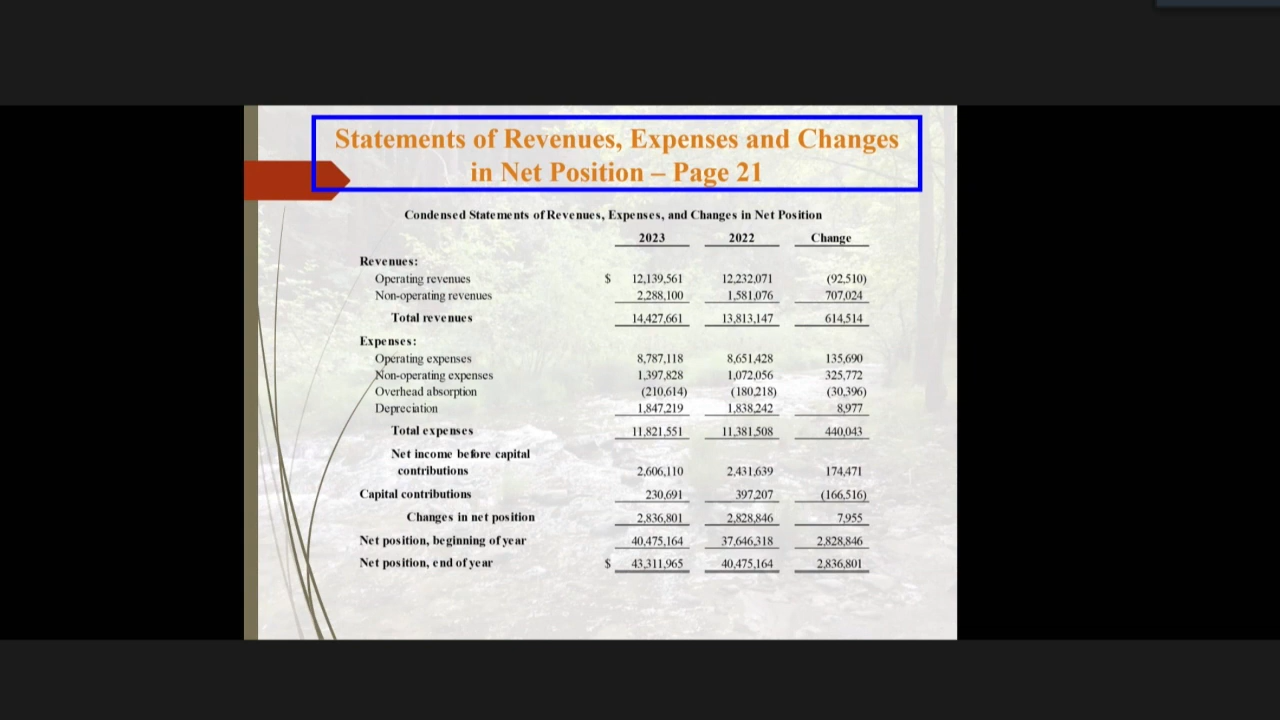 Statements of Revenues, Expenses and Changes
in Net Position – Page 21
Condensed Statements of Revenues, Expenses, and Changes in Net Position
2023 2022 Change
Revenues:
Operating revenues $ 12,139,561 12,232,071 (92,510)
Non-operating revenues 2,288,100 1,581,076 707,024
Total revenues 14,427,661 13,813,147 614,514
Expenses:
Operating expenses 8,787,118 8,651,428 135,690
Non-operating expenses 1,397,828 1,072,056 325,772
Overhead absorption (210,614) (180,218) (30,396)
Depreciation 1,847,219 1,838,242 8,977
Total expenses 11,821,551 11,381,508 440,043
Net income before capital
contributions 2,606,110 2,431,639 174,471
Capital contributions 230,691 397,207 (166,516)
Changes in net position 2,836,801 2,828,846 7,955
Net position, beginning of year 40,475,164 37,646,318 2,828,846
Net position, end of year $ 43,311,965 40,475,164 2,836,801